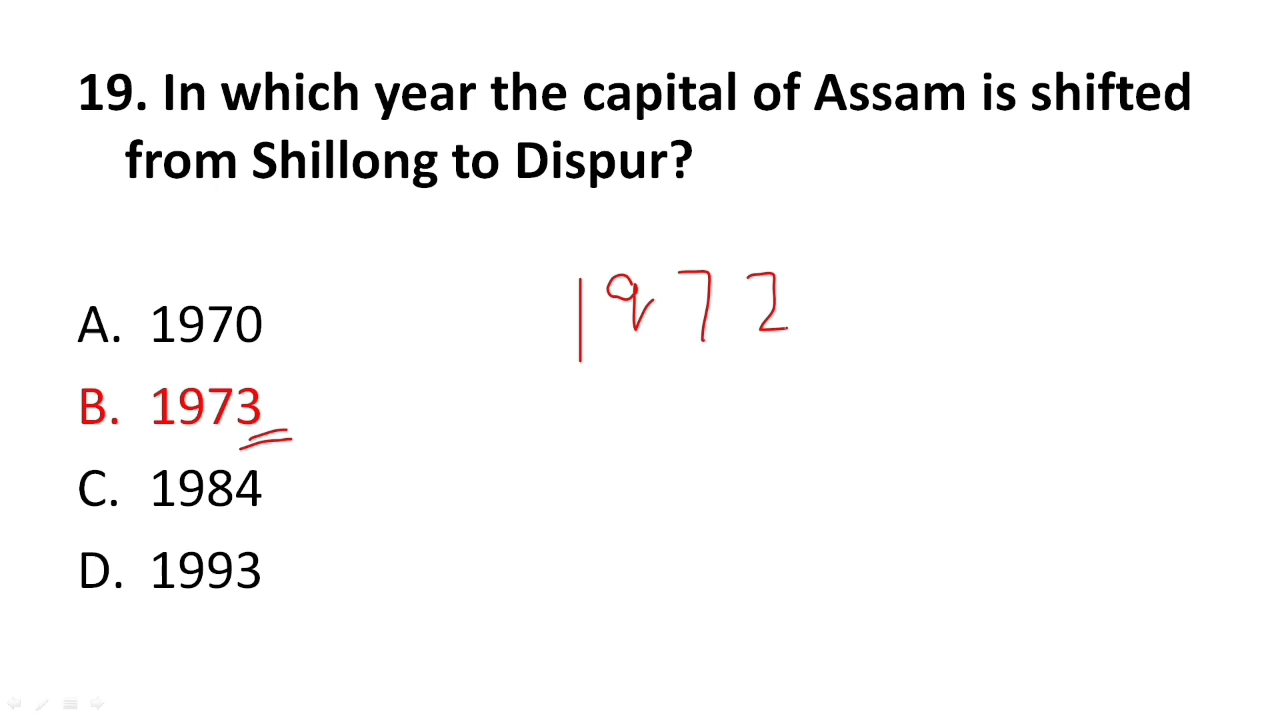 19. In which year the capital of Assam is shifted
from Shillong to Dispur?
1972
A. 1970
B. 1973
C. 1984
D. 1993